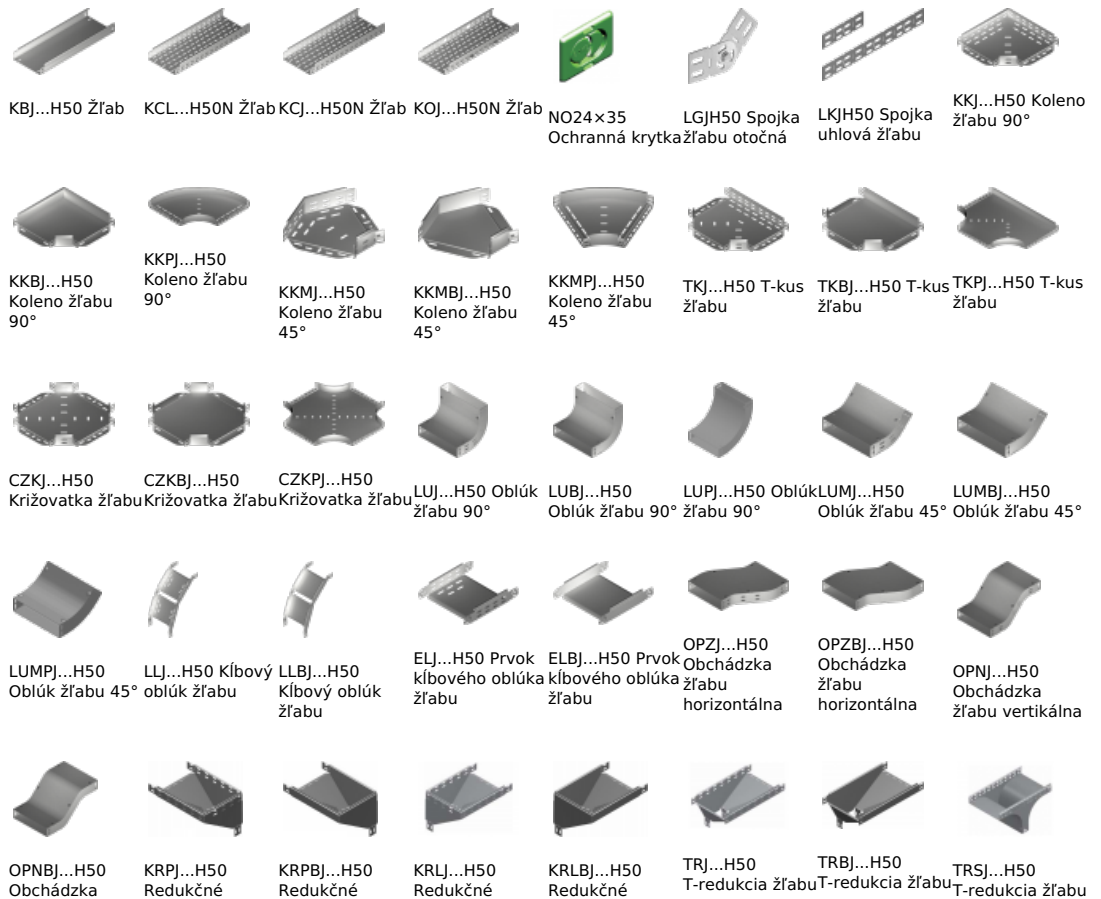 KBJ...H50 Žľab
KCL...H50N Žľab
KCJ...H50N Žľab
KOJ...H50N Žľab
NO24×35
Ochranná krytka
LGJH50 Spojka
žľabu otočná
LKJH50 Spojka
uhlová žľabu
KKJ...H50 Koleno
žľabu 90°
KKBJ...H50
Koleno žľabu
90°
KKPJ...H50
Koleno žľabu
90°
KKMJ...H50
Koleno žľabu
45°
KKMBJ...H50
Koleno žľabu
45°
KKMPJ...H50
Koleno žľabu
45°
TKJ...H50 T-kus
žľabu
TKBJ...H50 T-kus
žľabu
TKPJ...H50 T-kus
žľabu
CZKJ...H50
Križovatka žľabu
CZKBJ...H50
Križovatka žľabu
CZKPJ...H50
Križovatka žľabu
LUJ...H50 Oblúk
žľabu 90°
LUBJ...H50
Oblúk žľabu 90°
LUPJ...H50 Oblúk
žľabu 90°
LUMJ...H50
Oblúk žľabu 45°
LUMBJ...H50
Oblúk žľabu 45°
LUMPJ...H50
Oblúk žľabu 45°
LLJ...H50 Kĺbový
oblúk žľabu
LLBJ...H50
Kĺbový oblúk
žľabu
ELJ...H50 Prvok
kĺbového oblúka
žľabu
ELBJ...H50 Prvok
kĺbového oblúka
žľabu
OPZJ...H50
Obchádzka
žľabu
horizontálna
OPZBJ...H50
Obchádzka
žľabu
horizontálna
OPNJ...H50
Obchádzka
žľabu vertikálna
OPNBJ...H50
Obchádzka
KRPJ...H50
Redukčné
KRPBJ...H50
Redukčné
KRLJ...H50
Redukčné
KRLBJ...H50
Redukčné
TRJ...H50
T-redukcia žľabu
TRBJ...H50
T-redukcia žľabu
TRSJ...H50
T-redukcia žľabu